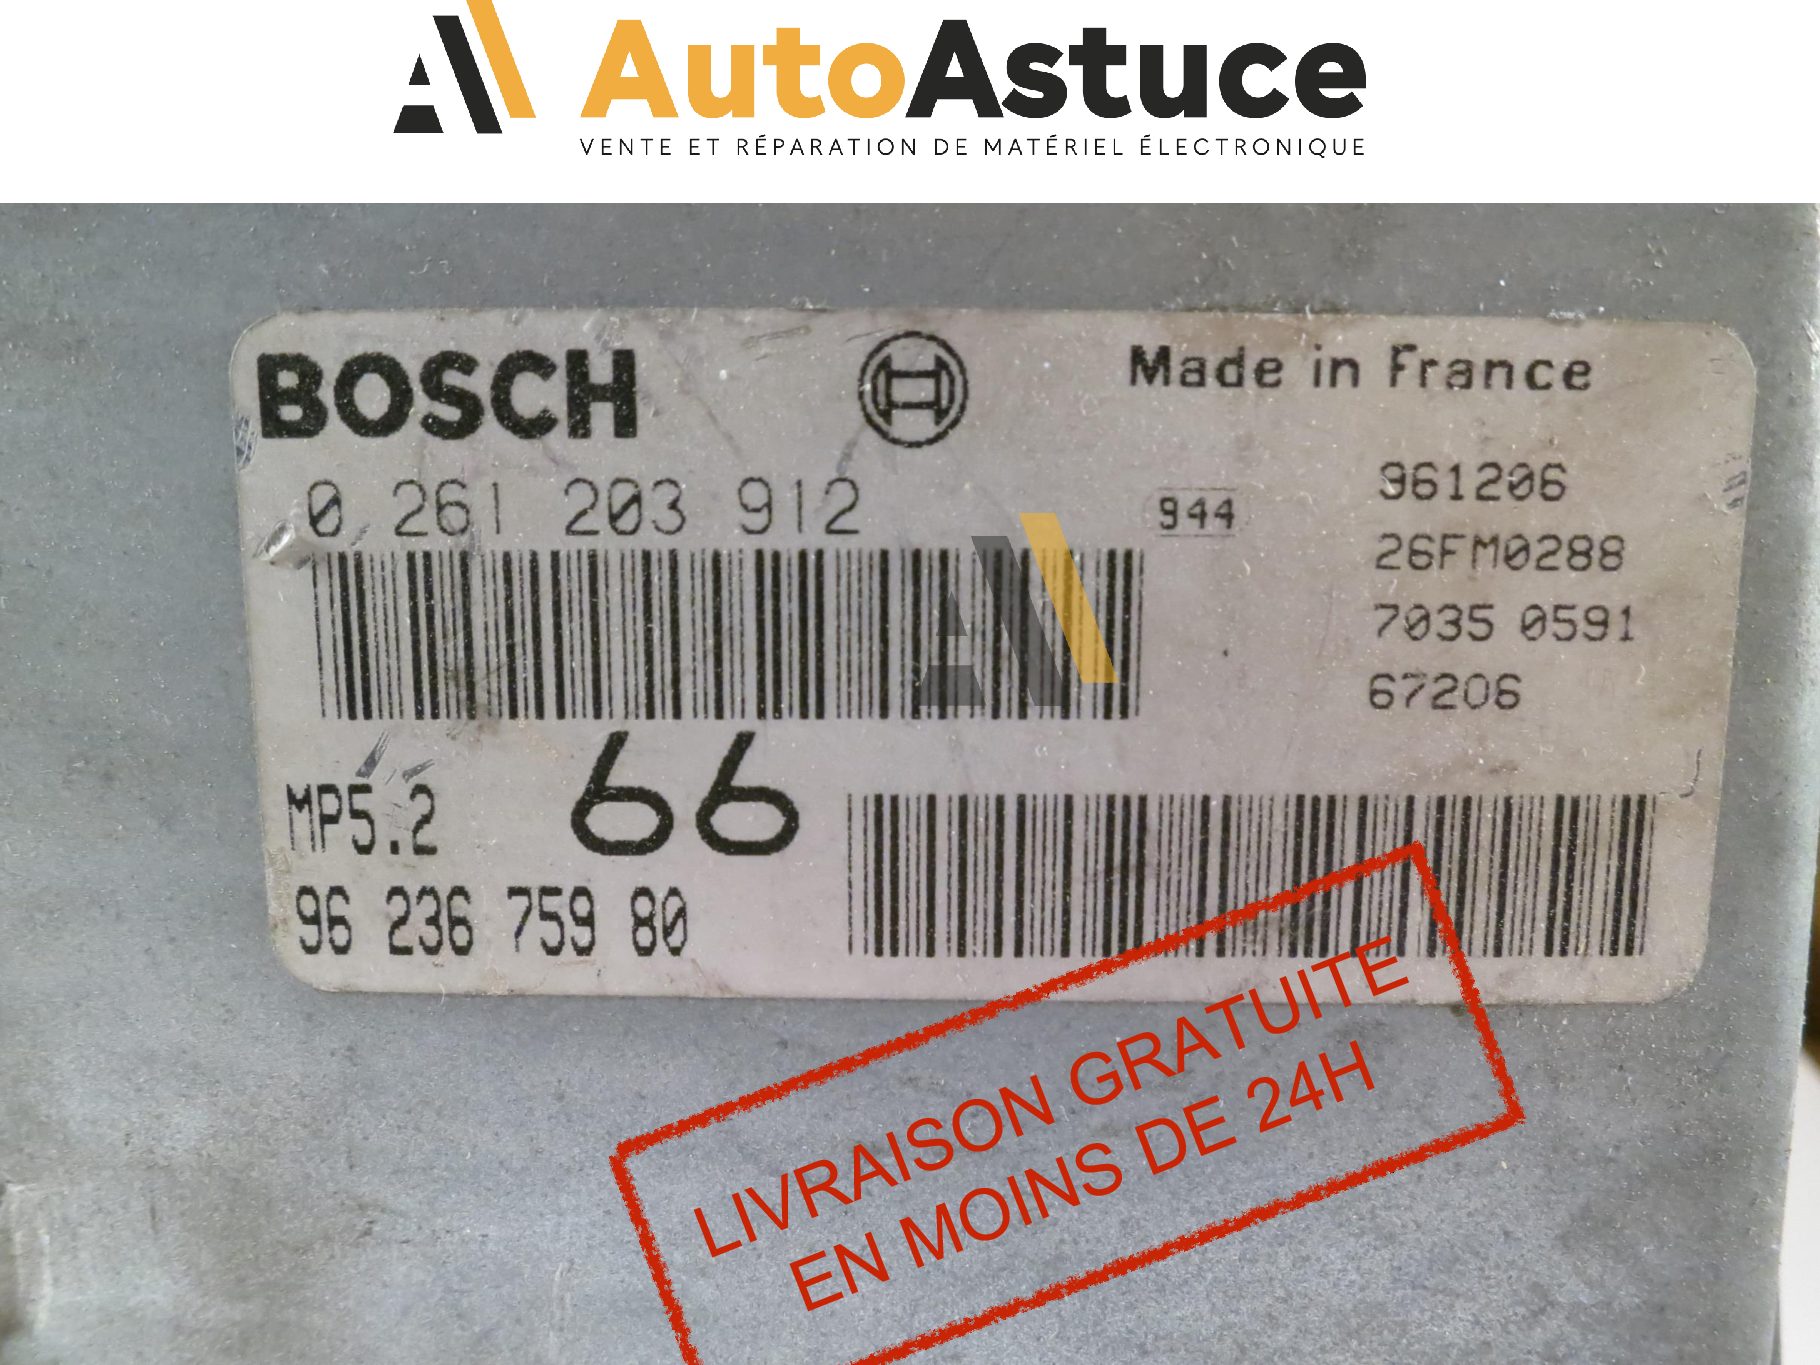 AutoAstuce
VENTE ET RÉPARATION DE MATÉRIEL ÉLECTRONIQUE
BOSCH
Made in France
0 261 203 912
944
961206
26FM0288
7035 0591
67206
MP5.2
66
96 236 759 80
LIVRAISON GRATUITE
EN MOINS DE 24H